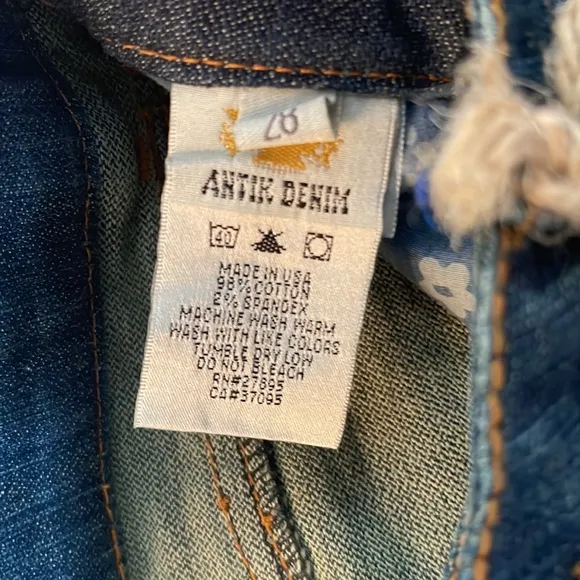 28
ANTIK DENIM
40
MADE IN USA
98% COTTON
2% SPANDEX
MACHINE WASH WARM
WASH WITH LIKE COLORS
TUMBLE DRY LOW
DO NOT BLEACH
RN#27895
CA#37095